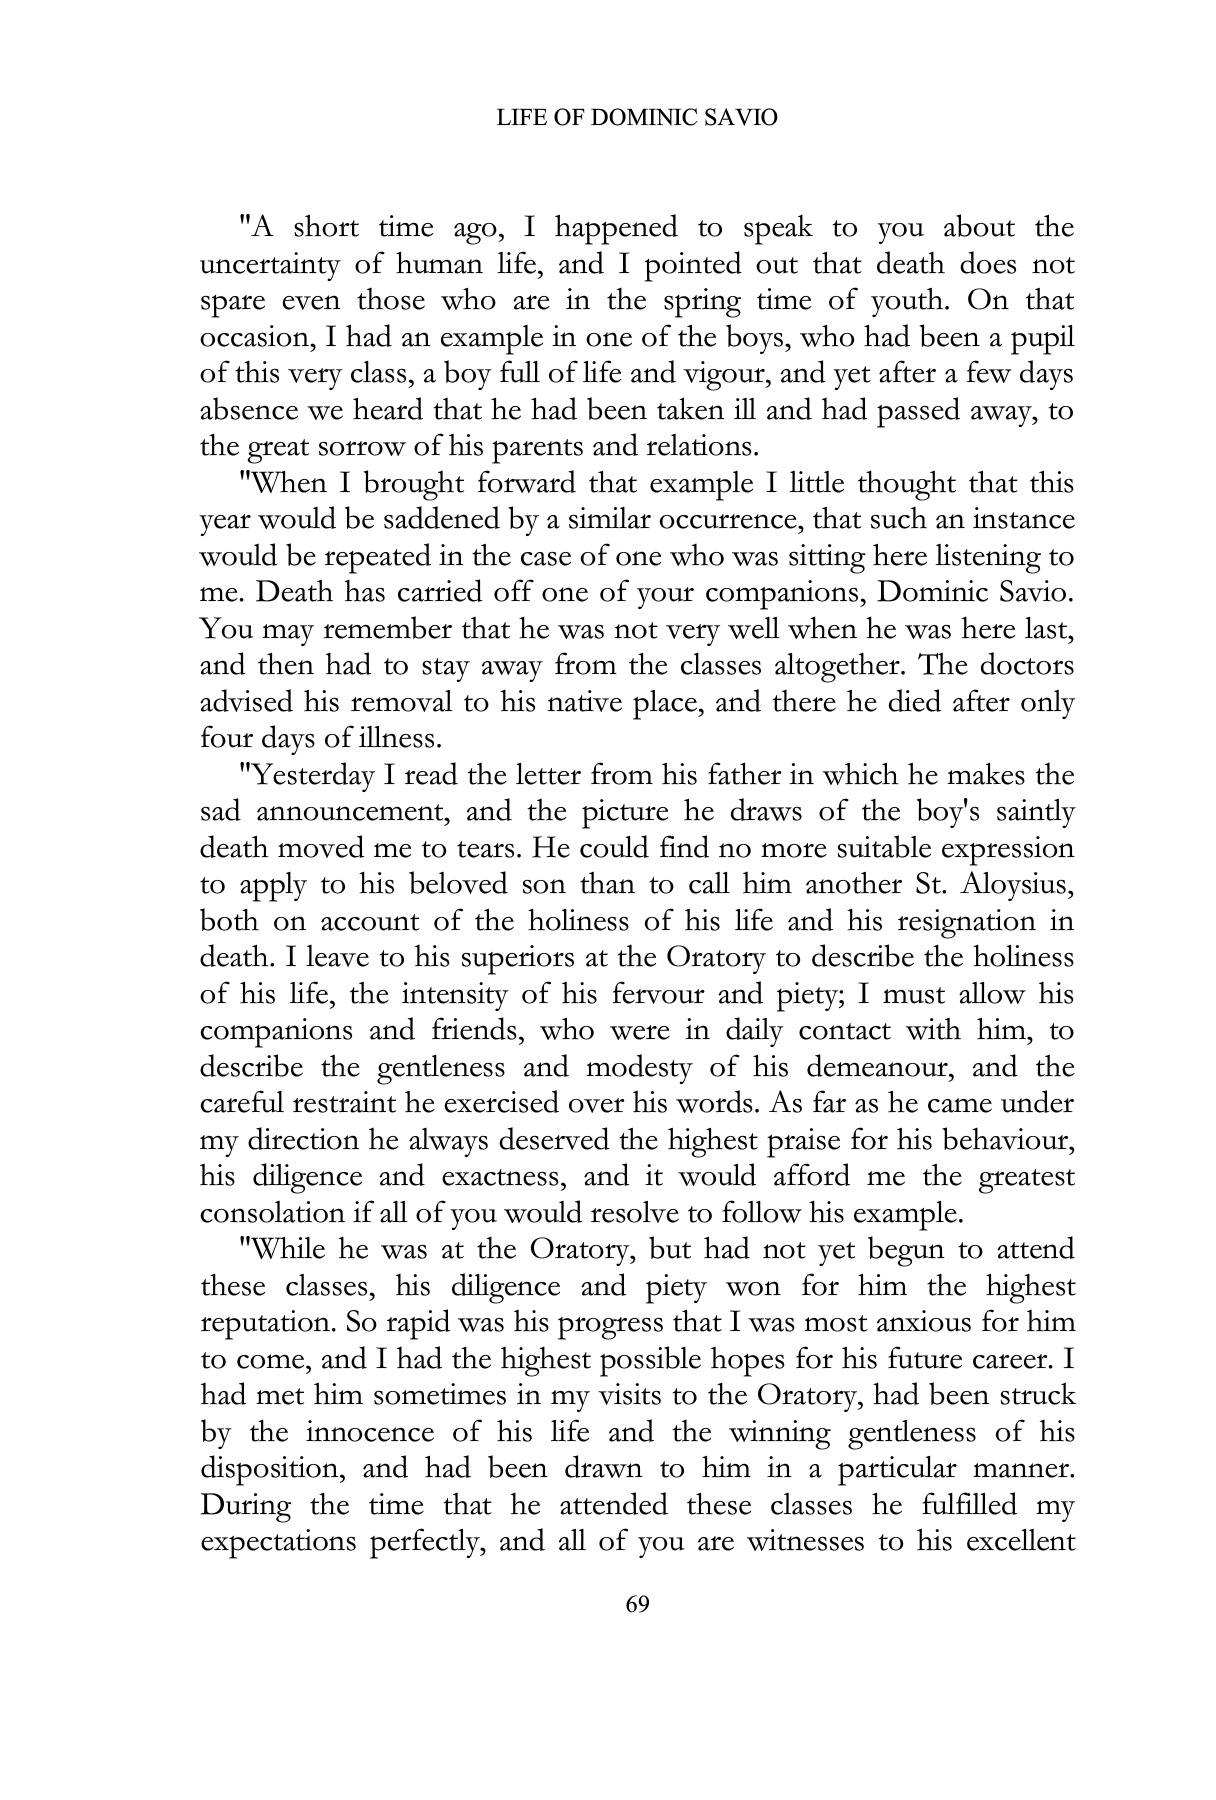 LIFE OF DOMINIC SAVIO
"A short time ago, I happened to speak to you about the
uncertainty of human life, and I pointed out that death does not
spare even those who are in the spring time of youth. On that
occasion, I had an example in one of the boys, who had been a pupil
of this very class, a boy full of life and vigour, and yet after a few days
absence we heard that he had been taken ill and had passed away, to
the great sorrow of his parents and relations.
"When I brought forward that example I little thought that this
year would be saddened by a similar occurrence, that such an instance
would be repeated in the case of one who was sitting here listening to
me. Death has carried off one of your companions, Dominic Savio.
You may remember that he was not very well when he was here last,
and then had to stay away from the classes altogether. The doctors
advised his removal to his native place, and there he died after only
four days of illness.
"Yesterday I read the letter from his father in which he makes the
sad announcement, and the picture he draws of the boy's saintly
death moved me to tears. He could find no more suitable expression
to apply to his beloved son than to call him another St. Aloysius,
both on account of the holiness of his life and his resignation in
death. I leave to his superiors at the Oratory to describe the holiness
of his life, the intensity of his fervour and piety; I must allow his
companions and friends, who were in daily contact with him, to
describe the gentleness and modesty of his demeanour, and the
careful restraint he exercised over his words. As far as he came under
my direction he always deserved the highest praise for his behaviour,
his diligence and exactness, and it would afford me the greatest
consolation if all of you would resolve to follow his example.
"While he was at the Oratory, but had not yet begun to attend
these classes, his diligence and piety won for him the highest
reputation. So rapid was his progress that I was most anxious for him
to come, and I had the highest possible hopes for his future career. I
had met him sometimes in my visits to the Oratory, had been struck
by the innocence of his life and the winning gentleness of his
disposition, and had been drawn to him in a particular manner.
During the time that he attended these classes he fulfilled my
expectations perfectly, and all of you are witnesses to his excellent
69